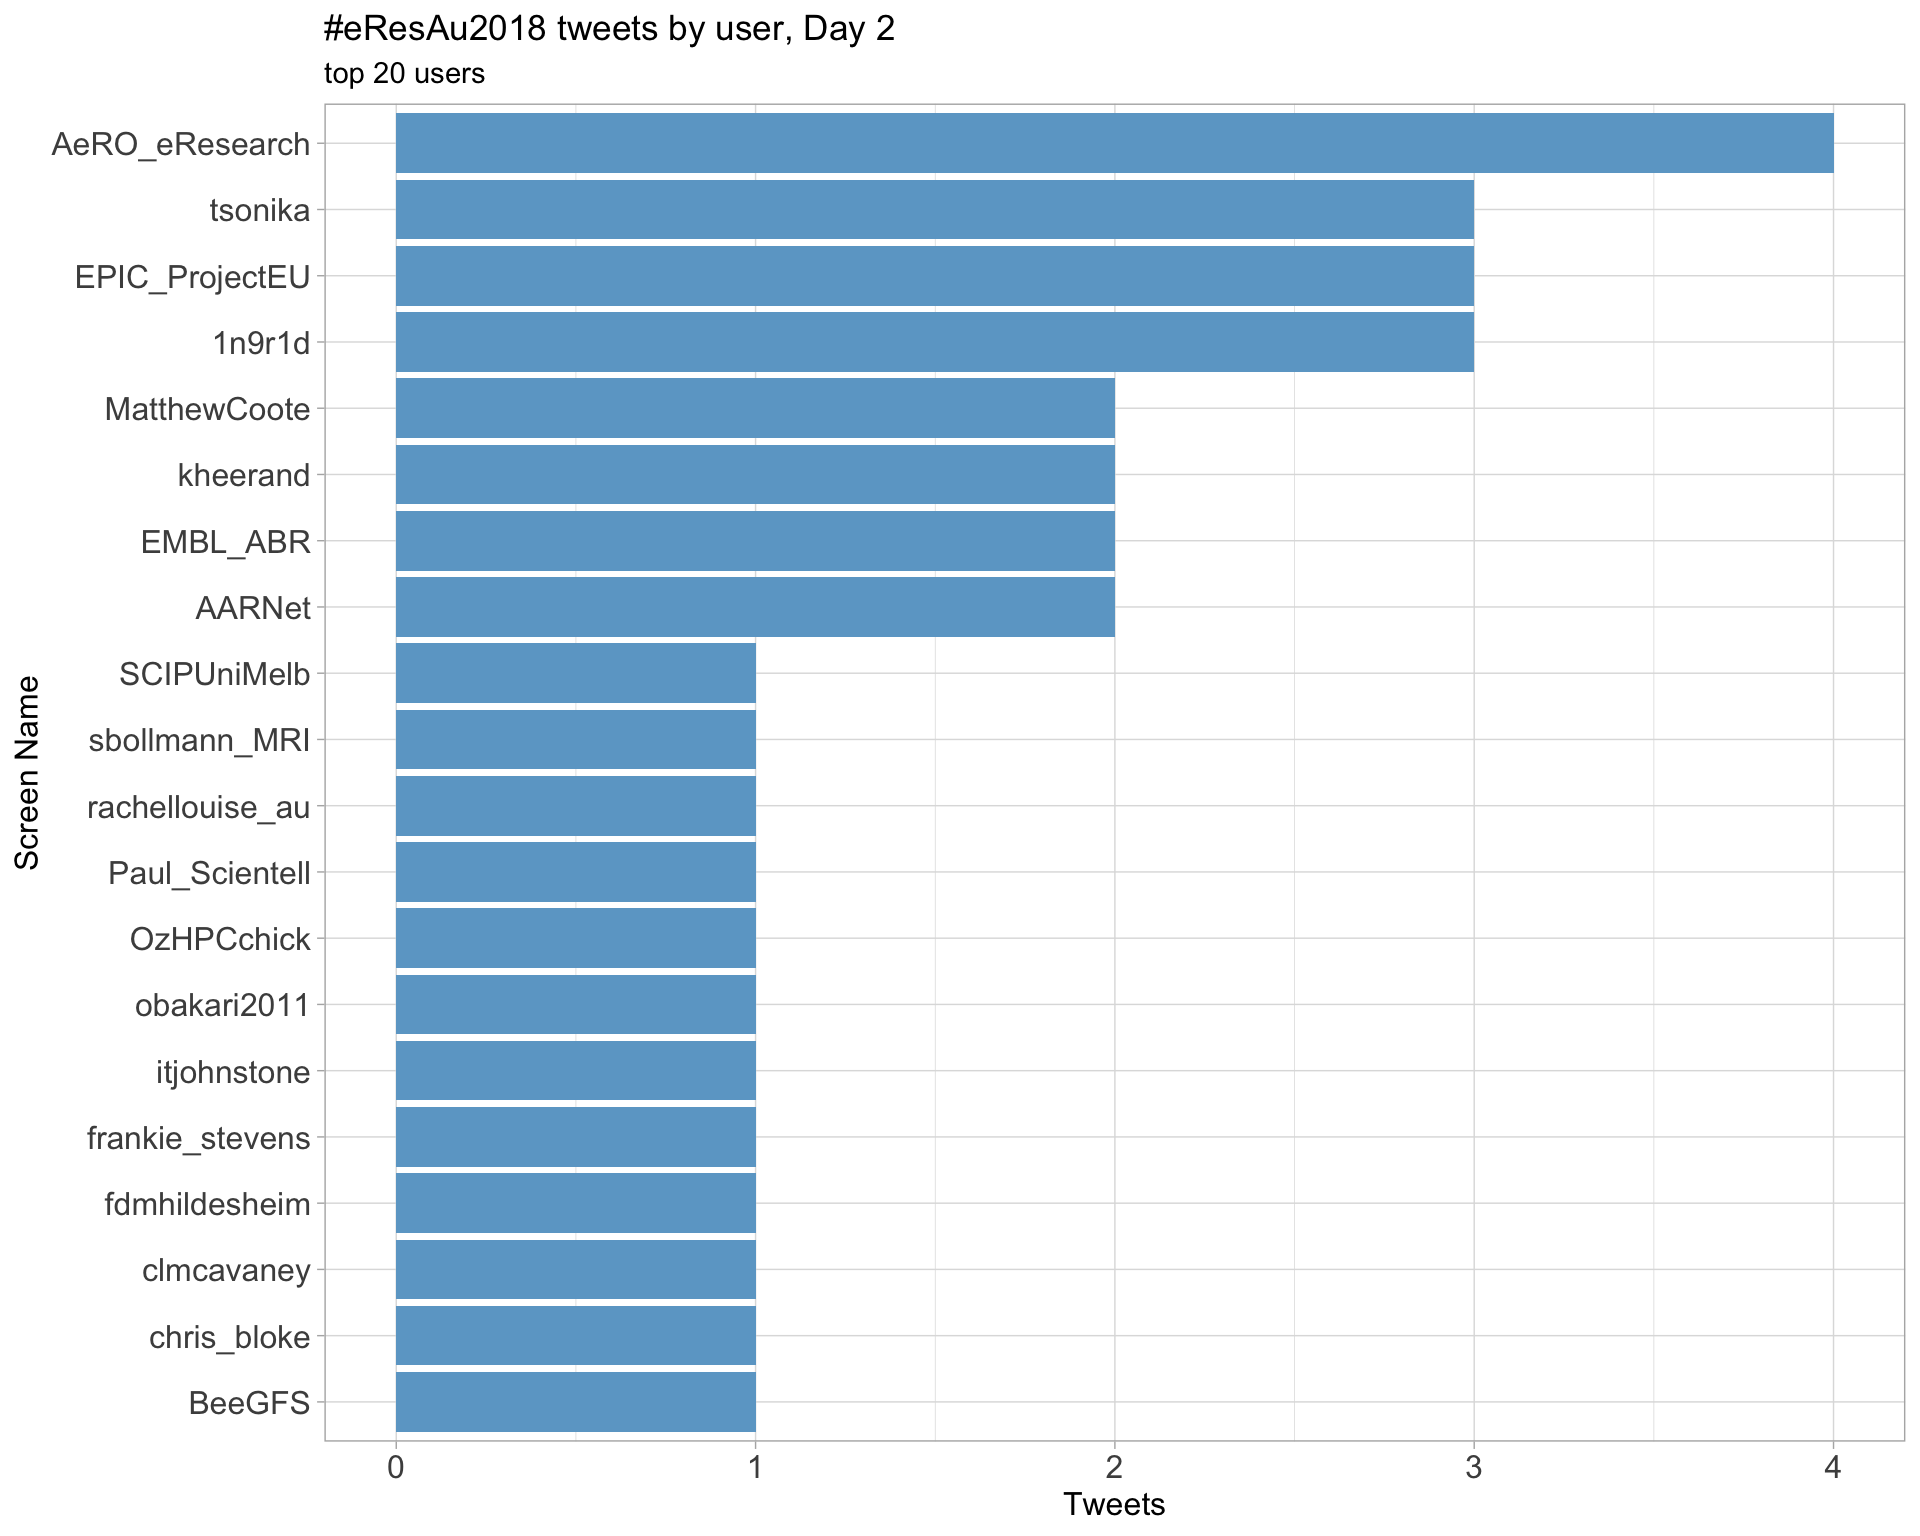 #eResAu2018 tweets by user, Day 2
top 20 users
AeRO_eResearch
tsonika
EPIC_ProjectEU
1n9r1d
MatthewCoote
kheerand
EMBL_ABR
AARNet
SCIPUniMelb
sbollmann_MRI
rachellouise_au
Paul_Scientell
OzHPCchick
obakari2011
itjohnstone
frankie_stevens
fdmhildesheim
clmcavaney
chris_bloke
BeeGFS
Screen Name
0 1 2 3 4
Tweets